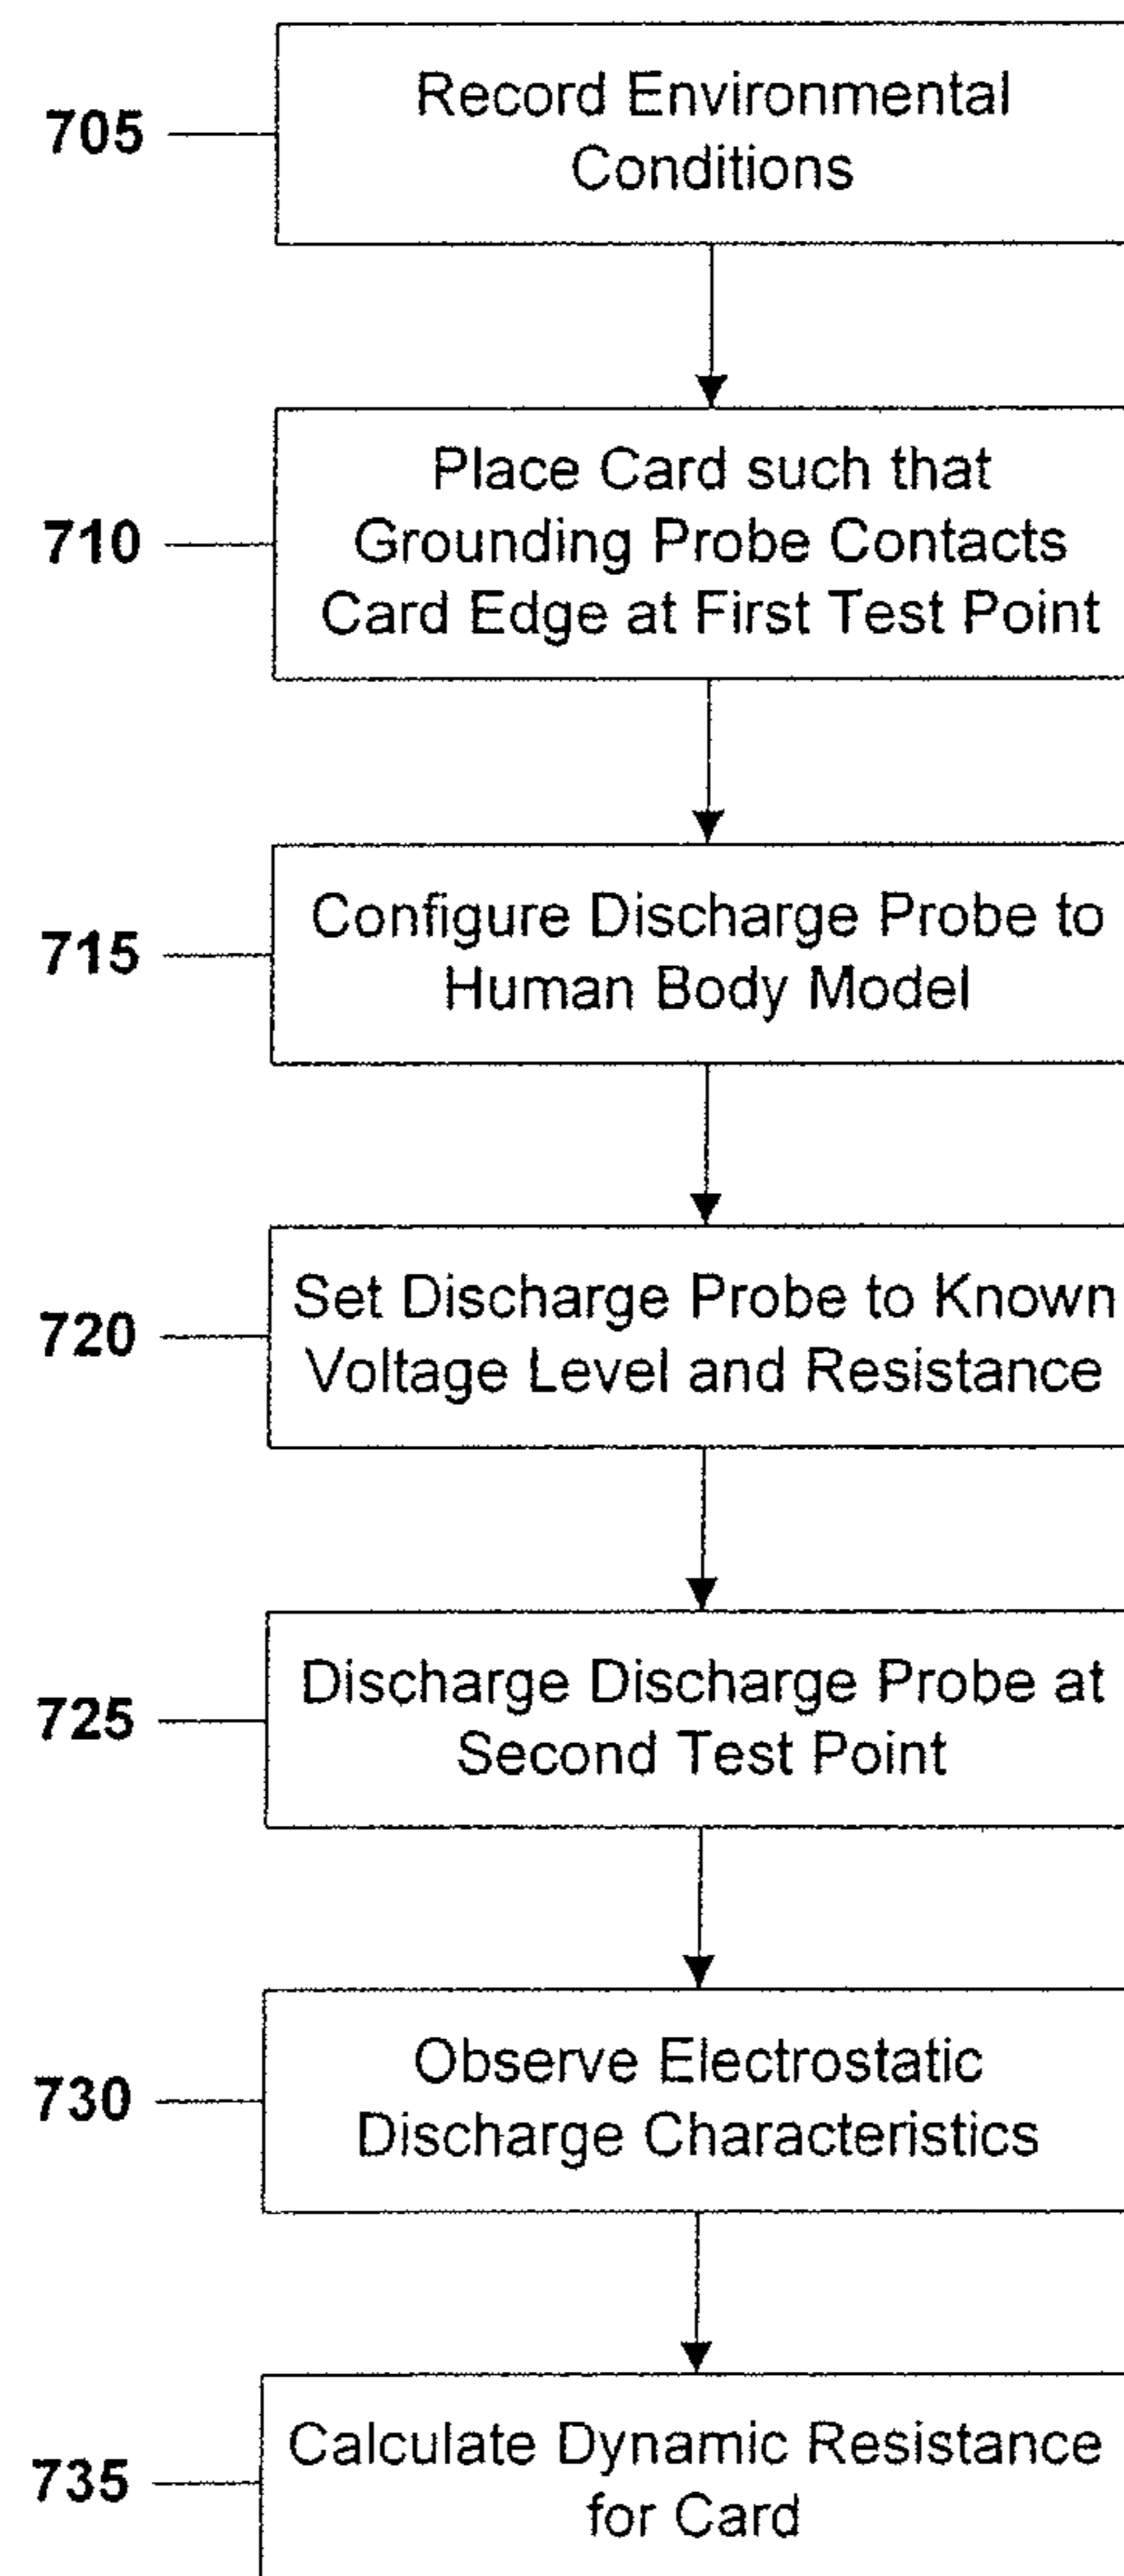 705
Record Environmental
Conditions
710
Place Card such that
Grounding Probe Contacts
Card Edge at First Test Point
715
Configure Discharge Probe to
Human Body Model
720
Set Discharge Probe to Known
Voltage Level and Resistance
725
Discharge Discharge Probe at
Second Test Point
730
Observe Electrostatic
Discharge Characteristics
735
Calculate Dynamic Resistance
for Card